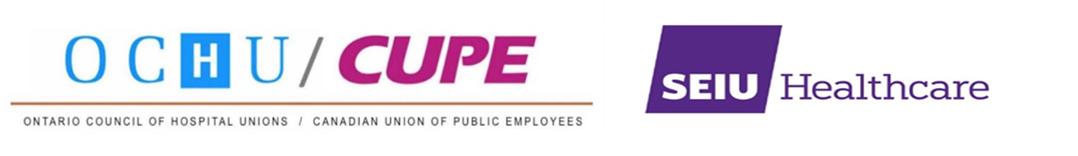 OCHU/CUPE
ONTARIO COUNCIL OF HOSPITAL UNIONS / CANADIAN UNION OF PUBLIC EMPLOYEES
SEIU Healthcare